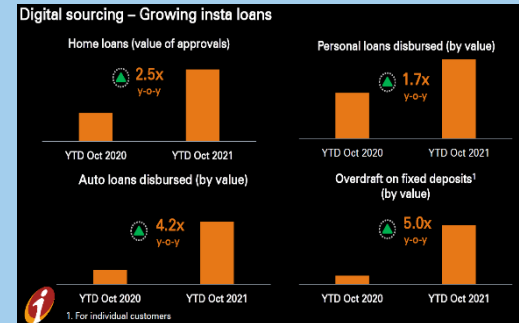 Digital sourcing – Growing insta loans
Home loans (value of approvals)
2.5x
y-o-y
YTD Oct 2020
YTD Oct 2021
Personal loans disbursed (by value)
1.7x
y-o-y
YTD Oct 2020
YTD Oct 2021
Auto loans disbursed (by value)
4.2x
y-o-y
YTD Oct 2020
YTD Oct 2021
Overdraft on fixed deposits¹
(by value)
5.0x
y-o-y
YTD Oct 2020
YTD Oct 2021
1. For individual customers